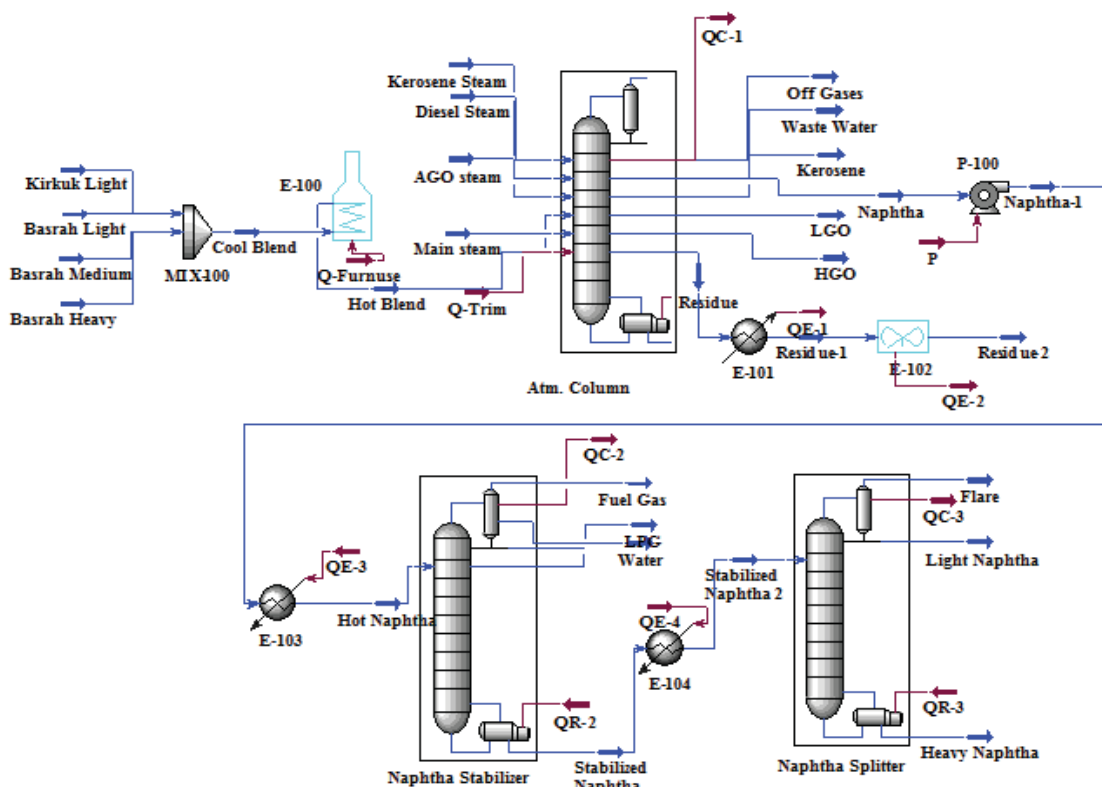 QC-1
Kerosene Steam
Diesel Steam
Off Gases
Waste Water
Kerosene
P-100
E-100
AGO steam
Kirkuk Light
Naphtha
Naphtha-1
Basrah Light
LGO
Cool Blend
Main steam
P
Basrah Medium
MIX-100
HGO
Q-Furnuse
Hot Blend
Q-Trim
Residue
Basrah Heavy
QE-1
Residue-1
Residue-2
E-101
E-102
Atm. Column
QE-2
QC-2
Fuel Gas
Flare
QC-3
LPG
Water
Light Naphtha
QE-3
Stabilized
Naphtha 2
Hot Naphtha
QE-4
E-103
E-104
QR-2
QR-3
Heavy Naphtha
Naphtha Stabilizer
Stabilized
Naphtha
Naphtha Splitter